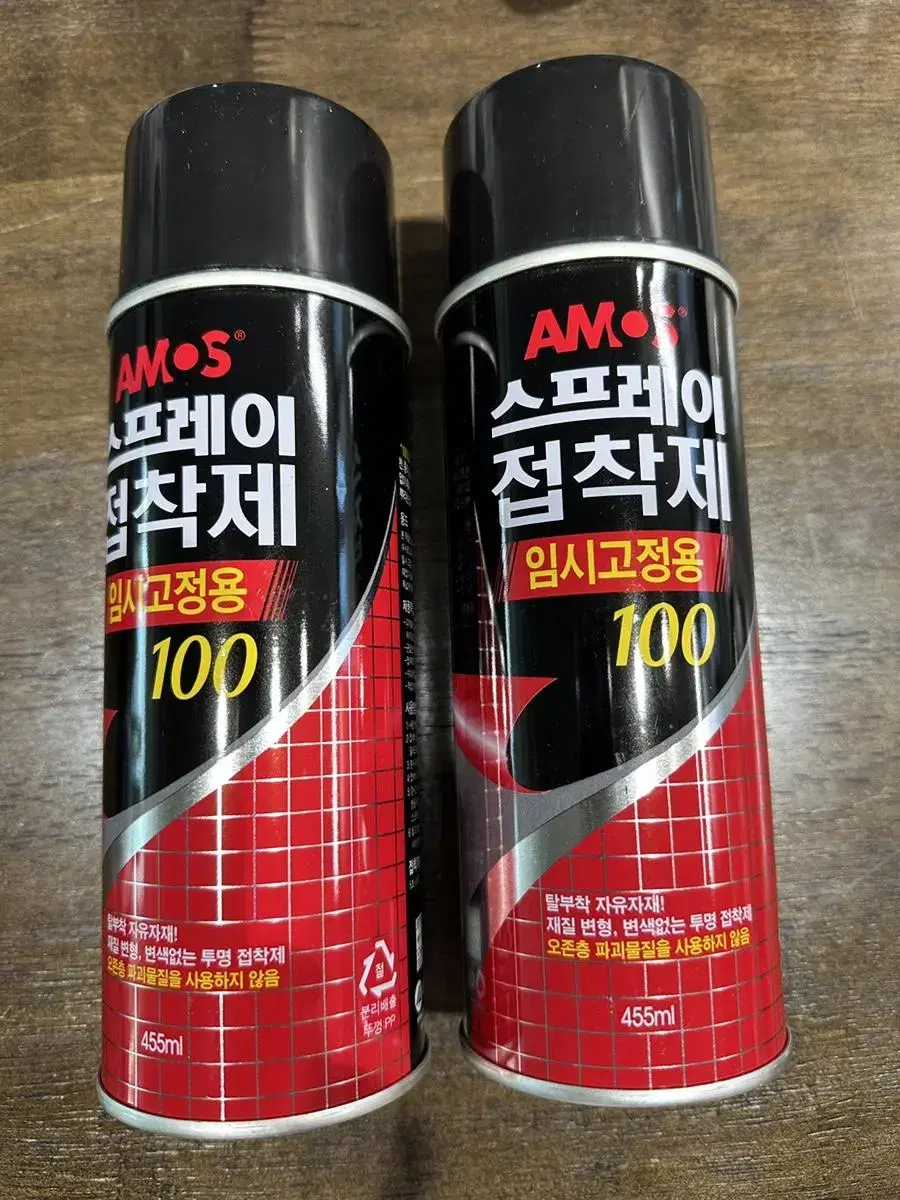 AMOS®
스프레이
접착제
임시고정용
100
탈부착 자유자재!
재질 변형, 변색없는 투명 접착제
오존층 파괴물질을 사용하지 않음
455ml
철
분리배출
뚜껑:PP
AMOS®
스프레이
접착제
임시고정용
100
탈부착 자유자재!
재질 변형, 변색없는 투명 접착제
오존층 파괴물질을 사용하지 않음
455ml